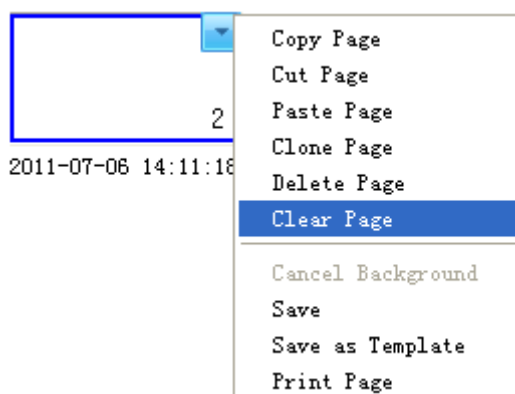 2
2011-07-06 14:11:18
Copy Page
Cut Page
Paste Page
Clone Page
Delete Page
Clear Page
Cancel Background
Save
Save as Template
Print Page